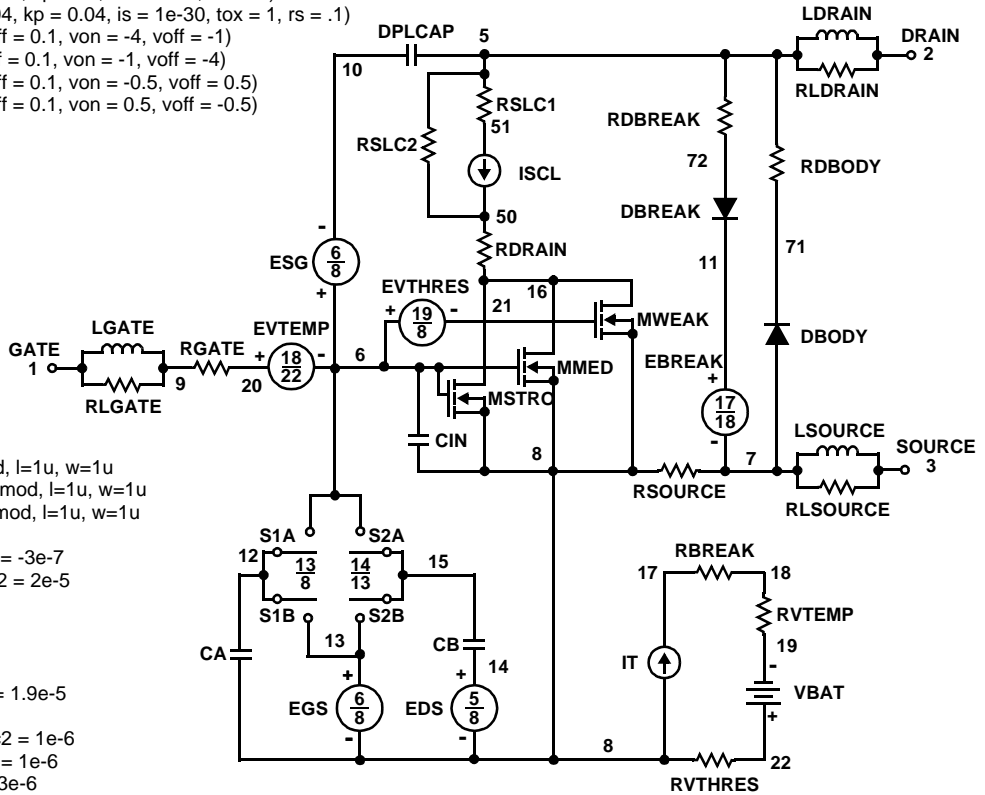 04, kp = 0.04, is = 1e-30, tox = 1, rs = .1)
ff = 0.1, von = -4, voff = -1)
f = 0.1, von = -1, voff = -4)
ff = 0.1, von = -0.5, voff = 0.5)
ff = 0.1, von = 0.5, voff = -0.5)
LDRAIN
DPLCAP
5
DRAIN
2
10
RLDRAIN
RSLC1
51
RDBREAK
RSLC2
72
RDBODY
ISCL
DBREAK
50
71
RDRAIN
ESG
6
8
11
EVTHRES
16
21
19
8
MWEAK
LGATE
EVTEMP
DBODY
GATE
1
RGATE
18
22
6
EBREAK
MMED
9
20
MSTRO
17
18
RLGATE
LSOURCE
CIN
8
7
SOURCE
3
RSOURCE
RLSOURCE
d, l=1u, w=1u
mod, l=1u, w=1u
mod, l=1u, w=1u
= -3e-7
2 = 2e-5
S1A
S2A
12
13
8
14
13
15
RBREAK
17
18
S1B
S2B
RVTEMP
13
CB
19
CA
14
IT
VBAT
= 1.9e-5
EGS
6
8
EDS
5
8
c2 = 1e-6
= 1e-6
3e-6
8
22
RVTHRES